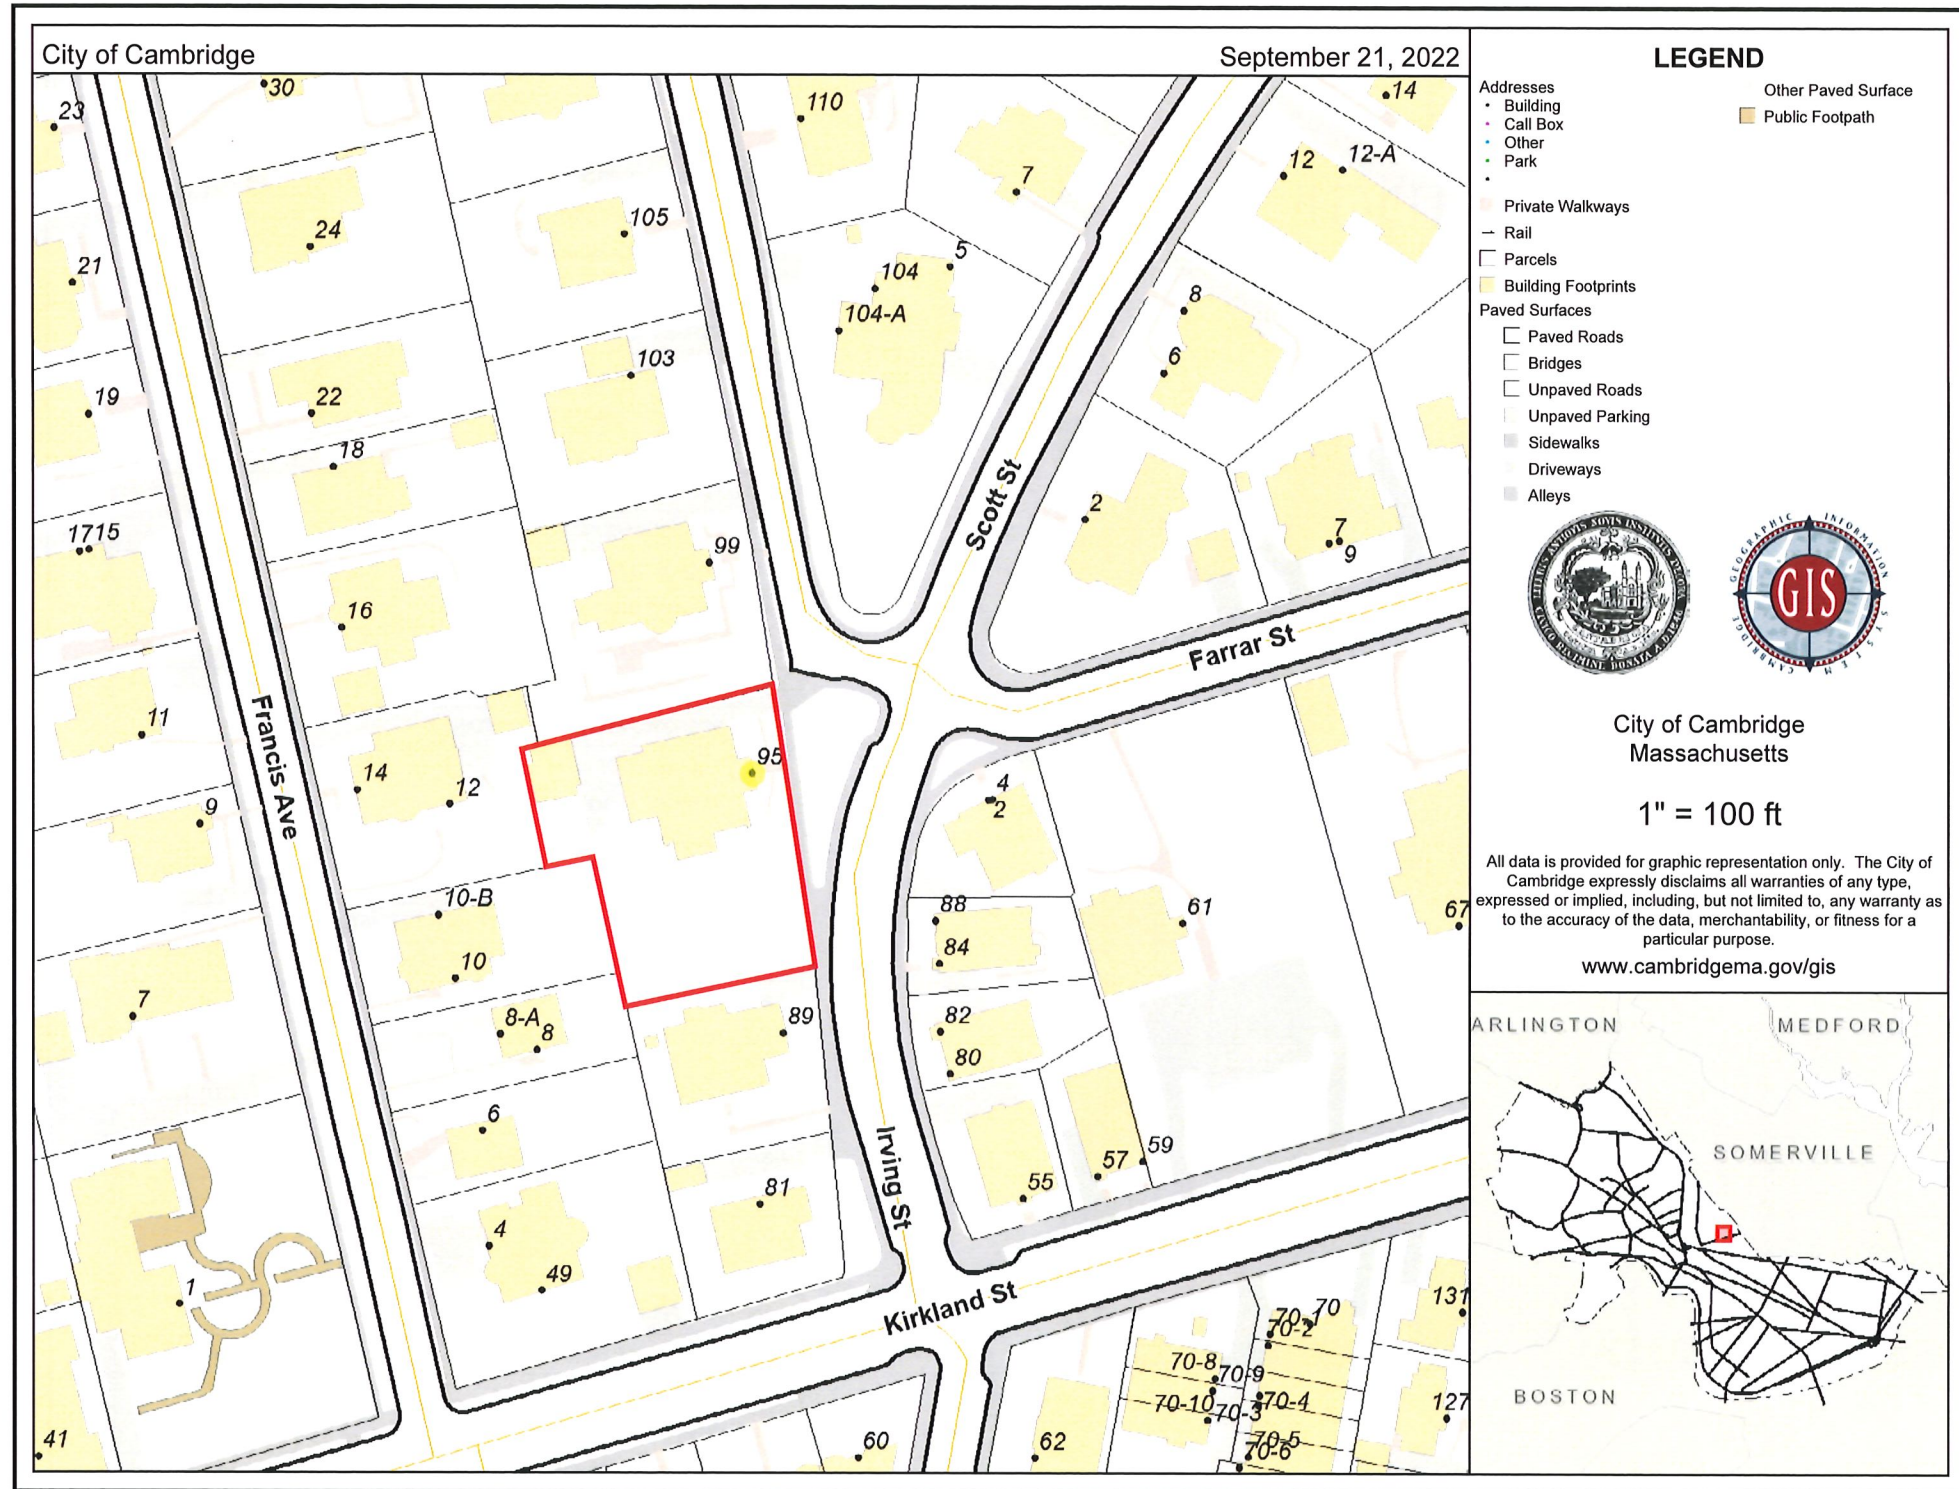 City of Cambridge
September 21, 2022
23
30
110
14
7
12
12-A
24
105
21
104
5
104-A
8
6
103
19
22
18
1715
99
Scott St
2
7
9
16
Farrar St
11
Francis Ave
14
12
95
4
2
9
10-B
88
84
61
67
10
7
8-A
8
89
82
80
6
Irving St
57
59
55
81
4
49
1
Kirkland St
41
60
62
70-1
70
70-2
131
70-8
70-9
70-10
70-3
70-4
127
70-5
70-6
LEGEND
Addresses
Building
Call Box
Other
Park
Private Walkways
Rail
Parcels
Building Footprints
Paved Surfaces
Paved Roads
Bridges
Unpaved Roads
Unpaved Parking
Sidewalks
Driveways
Alleys
Other Paved Surface
Public Footpath
GEOGRAPHIC INFORMATION SYSTEM CAMBRIDGE
GIS
City of Cambridge
Massachusetts
1" = 100 ft
All data is provided for graphic representation only. The City of
Cambridge expressly disclaims all warranties of any type,
expressed or implied, including, but not limited to, any warranty as
to the accuracy of the data, merchantability, or fitness for a
particular purpose.
www.cambridgema.gov/gis
ARLINGTON
MEDFORD
SOMERVILLE
BOSTON